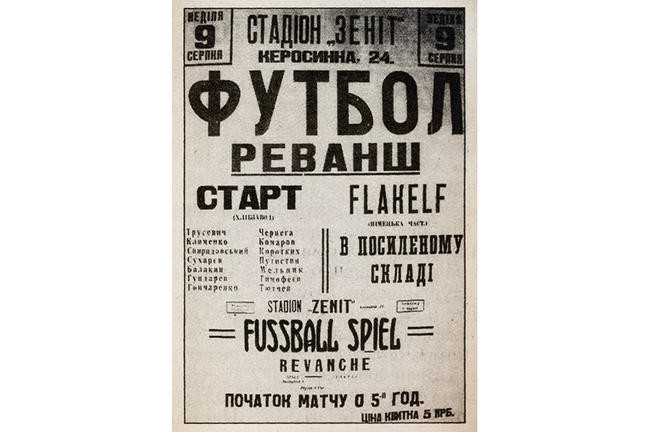 НЕДІЛЯ 9 СЕРПНЯ
СТАДІОН „ЗЕНІТ"
НЕДІЛЯ 9 СЕРПНЯ
КЕРОСИННА, 24.
ФУТБОЛ
РЕВАНШ
СТАРТ
FLAKELF
(ХЛІБЗАВОД)
(НІМЕЦЬКА ЧАСТ.)
Трусевич Чернега
Клименко Комаров
Свиридовський Коротких
Сухарев Путистин
Балакин Мельник
Гундарев Тимофеев
Гончаренко Тютчев
В ПОСИЛЕНОМУ
СКЛАДІ
STADION „ZENIT"
FUSSBALL SPIEL
REVANCHE
ПОЧАТОК МАТЧУ О 5-й ГОД.
ЦІНА КВИТКА 5 КРБ.